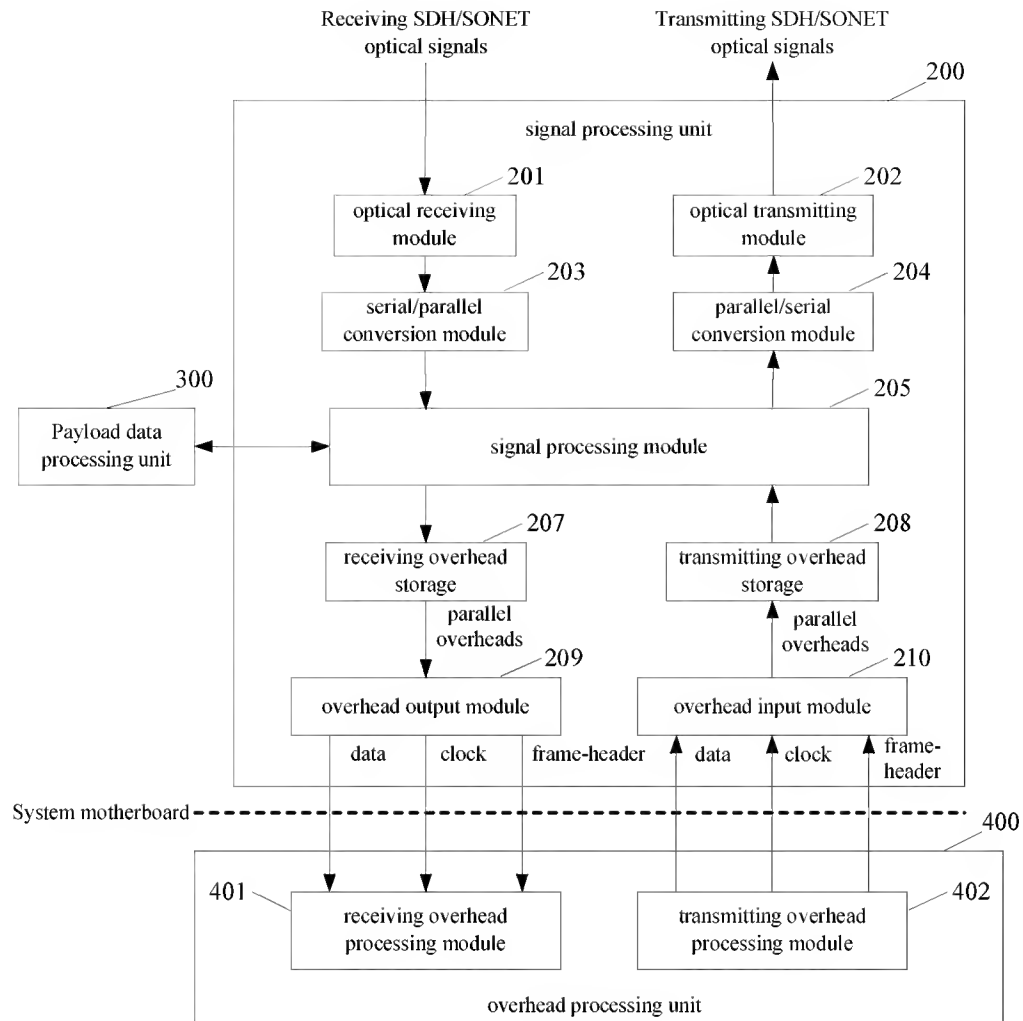 Receiving SDH/SONET
optical signals
Transmitting SDH/SONET
optical signals
200
signal processing unit
201
optical receiving
module
202
optical transmitting
module
203
serial/parallel
conversion module
204
parallel/serial
conversion module
300
Payload data
processing unit
205
signal processing module
207
receiving overhead
storage
208
transmitting overhead
storage
parallel
overheads
parallel
overheads
209
overhead output module
210
overhead input module
data
clock
frame-header
data
clock
frame-
header
System motherboard
400
401
receiving overhead
processing module
402
transmitting overhead
processing module
overhead processing unit